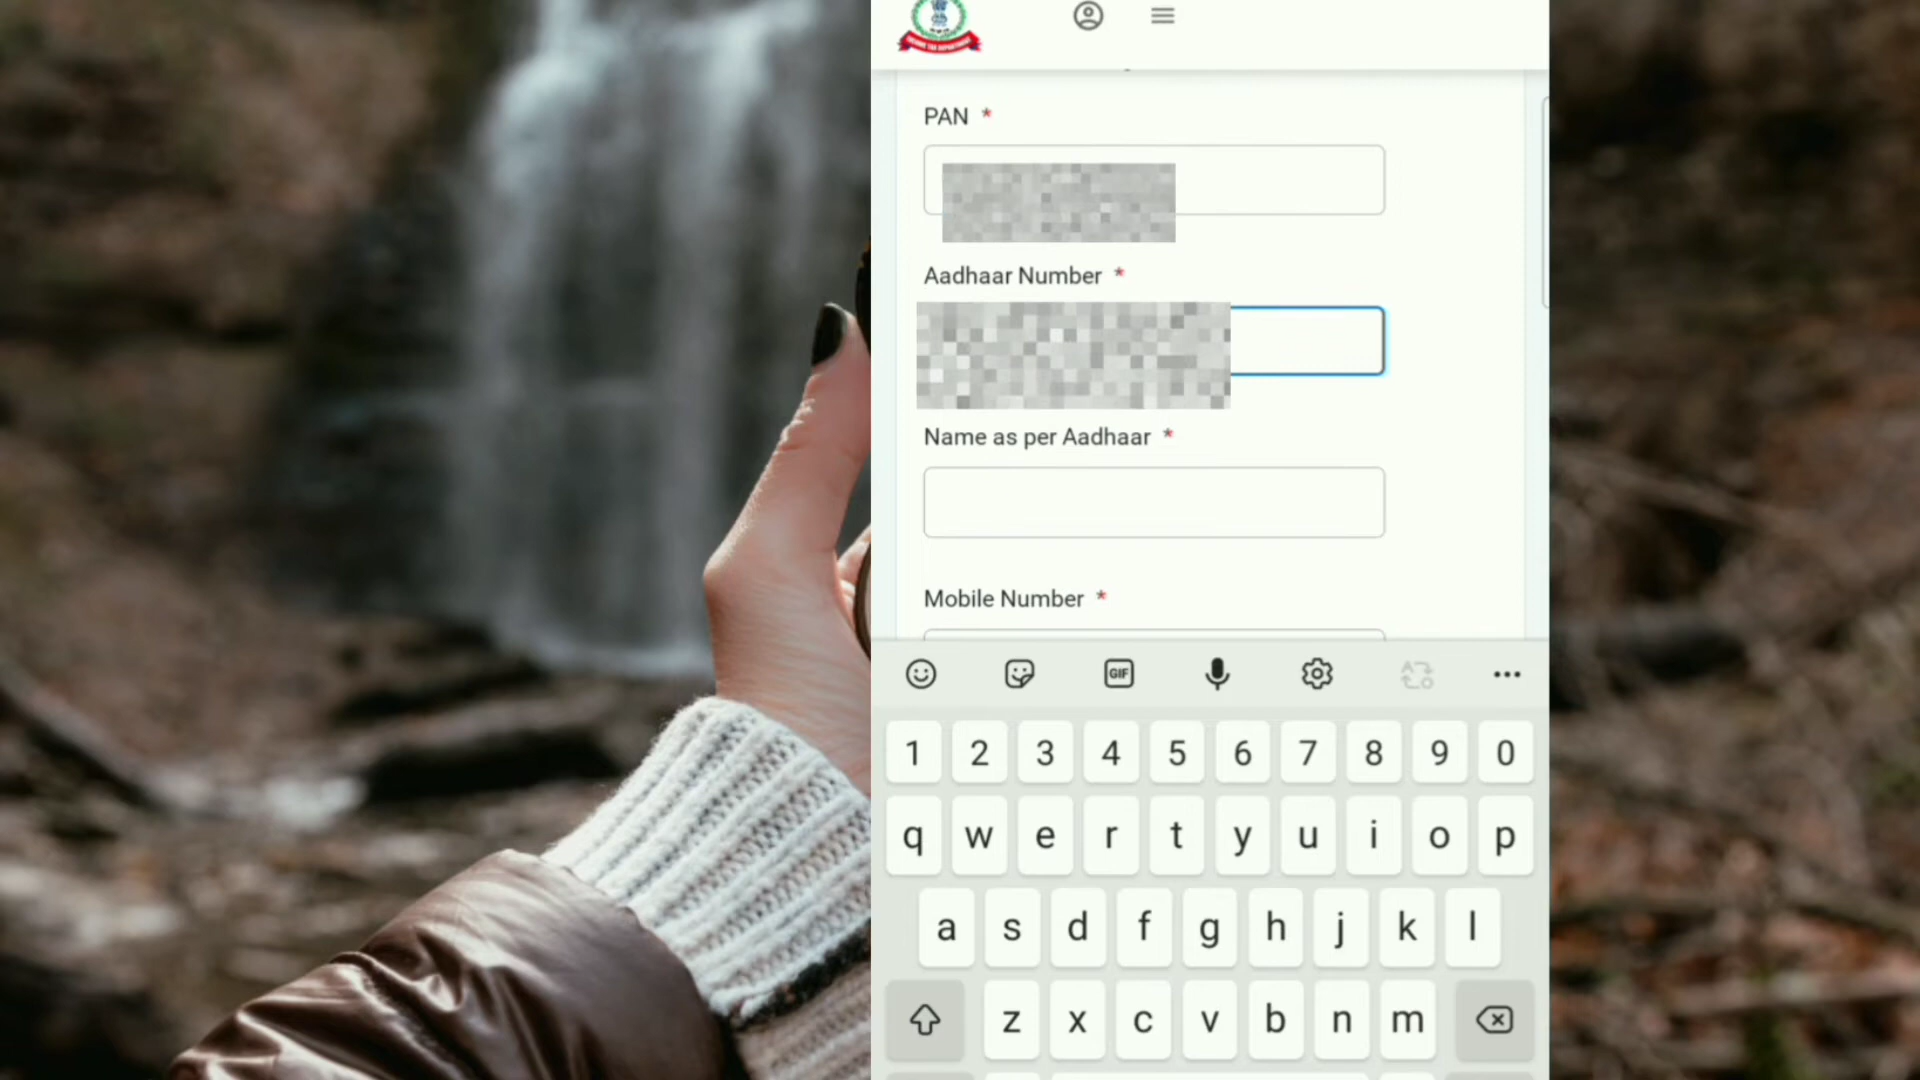 PAN *
Aadhaar Number *
Name as per Aadhaar *
Mobile Number *
GIF
1 2 3 4 5 6 7 8 9 0
q w e r t y u i o p
a s d f g h j k l
z x c v b n m